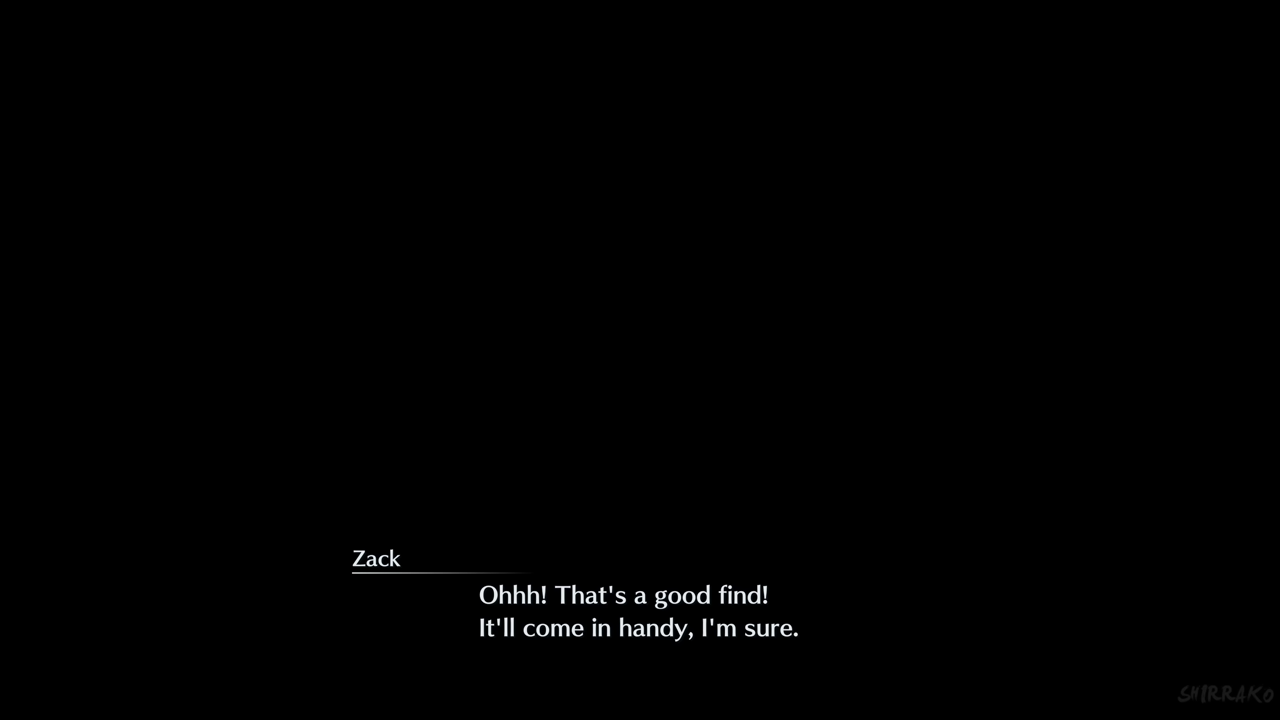 Zack
Ohhh! That's a good find!
It'll come in handy, I'm sure.
SHIRRAKO